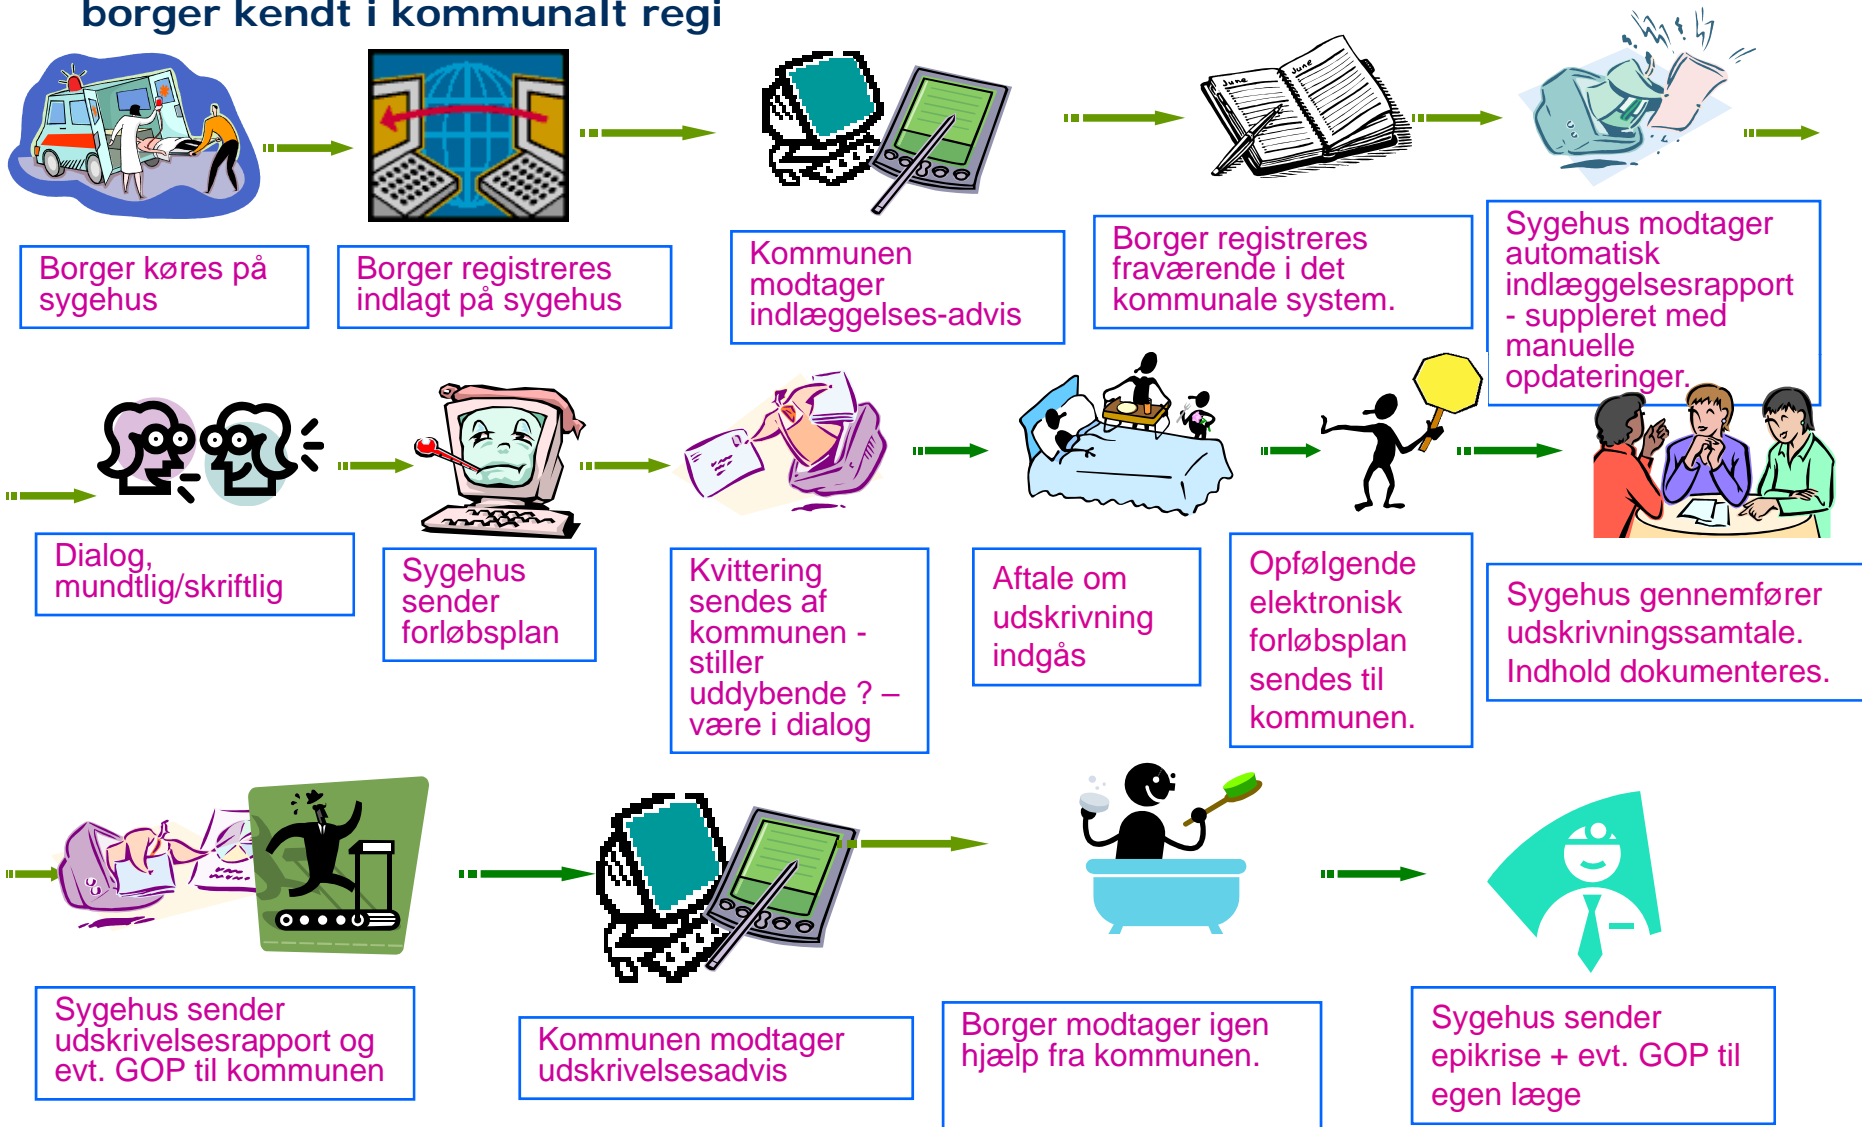 borger kendt i kommunalt regi
June
June
Borger køres på
sygehus
Borger registreres
indlagt på sygehus
Kommunen
modtager
indlæggelses-advis
Borger registreres
fraværende i det
kommunale system.
Sygehus modtager
automatisk
indlæggelsesrapport
- suppleret med
manuelle
opdateringer.
Dialog,
mundtlig/skriftlig
Sygehus
sender
forløbsplan
Kvittering
sendes af
kommunen -
stiller
uddybende ? –
være i dialog
Aftale om
udskrivning
indgås
Opfølgende
elektronisk
forløbsplan
sendes til
kommunen.
Sygehus gennemfører
udskrivningssamtale.
Indhold dokumenteres.
Sygehus sender
udskrivelsesrapport og
evt. GOP til kommunen
Kommunen modtager
udskrivelsesadvis
Borger modtager igen
hjælp fra kommunen.
Sygehus sender
epikrise + evt. GOP til
egen læge